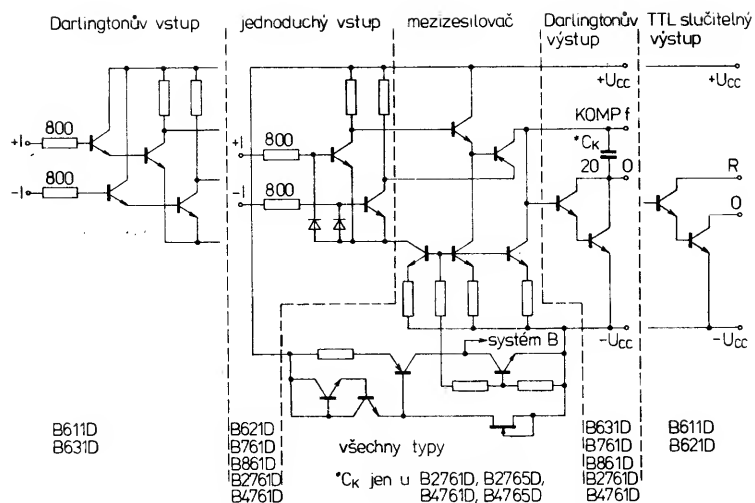 Darlingtonův vstup
jednoduchý vstup
mezizesilovač
Darlingtonův výstup
TTL slučitelný výstup
+UCC
+UCC
KOMP f
*CK
20
O
R
O
800
+I
800
-I
+I
800
-I
800
-UCC
-UCC
systém B
B611D
B631D
B621D
B761D
B861D
B2761D
B4761D
všechny typy
*CK jen u B2761D, B2765D,
B4761D, B4765D
B631D
B761D
B861D
B2761D
B4761D
B611D
B621D